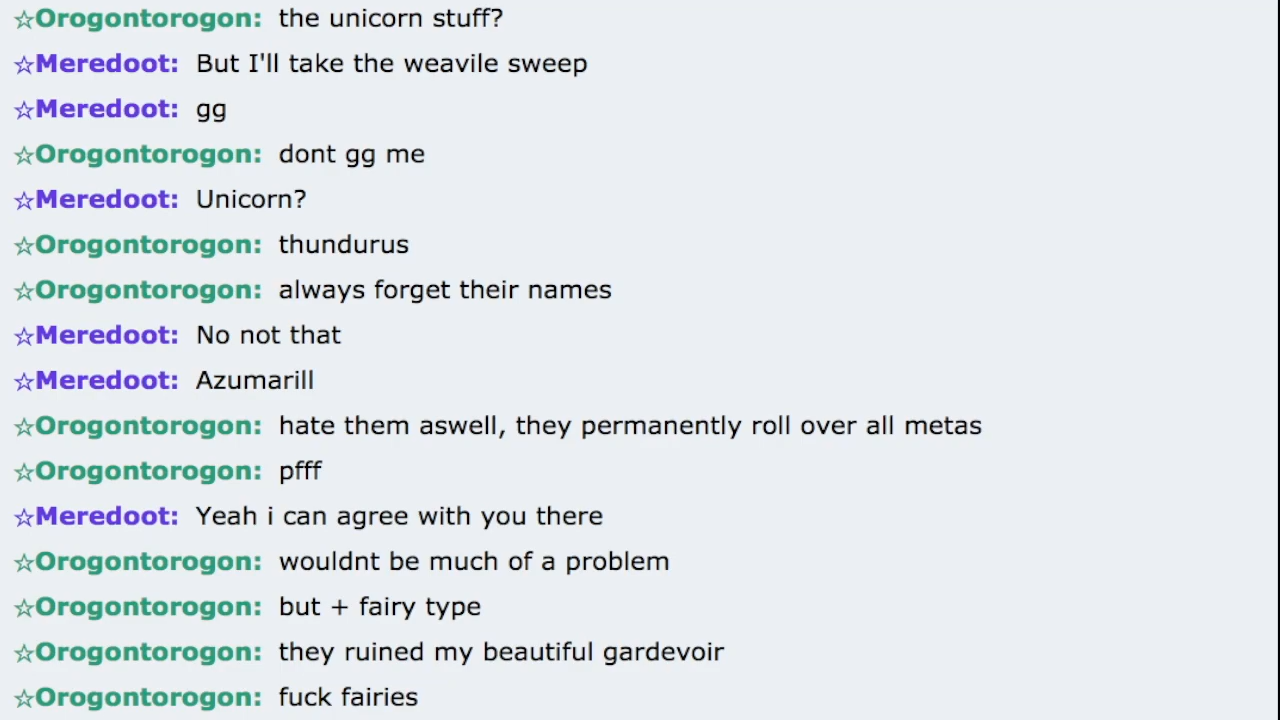 ☆Orogontorogon: the unicorn stuff?
☆Meredoot: But I'll take the weavile sweep
☆Meredoot: gg
☆Orogontorogon: dont gg me
☆Meredoot: Unicorn?
☆Orogontorogon: thundurus
☆Orogontorogon: always forget their names
☆Meredoot: No not that
☆Meredoot: Azumarill
☆Orogontorogon: hate them aswell, they permanently roll over all metas
☆Orogontorogon: pfff
☆Meredoot: Yeah i can agree with you there
☆Orogontorogon: wouldnt be much of a problem
☆Orogontorogon: but + fairy type
☆Orogontorogon: they ruined my beautiful gardevoir
☆Orogontorogon: fuck fairies